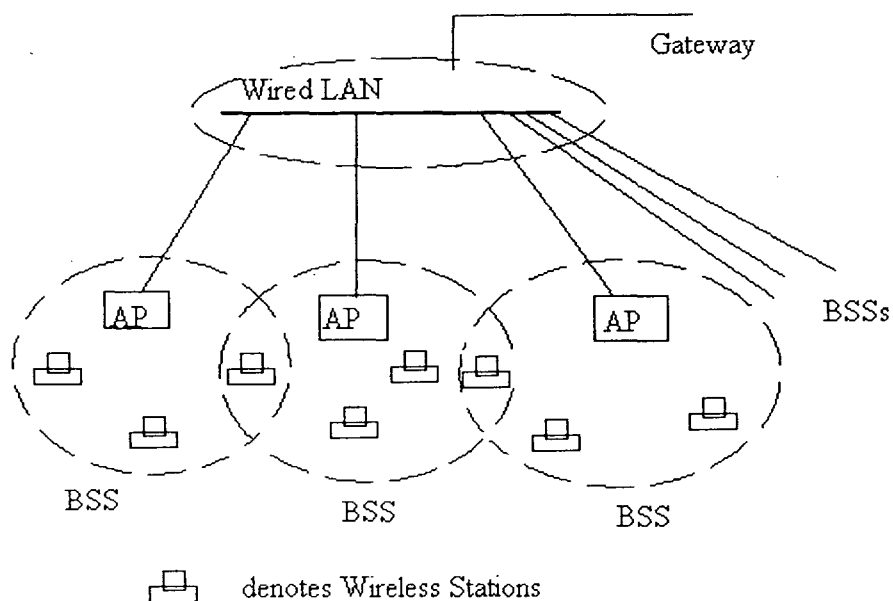 Gateway
Wired LAN
AP
AP
AP
BSSs
BSS
BSS
BSS
denotes Wireless Stations